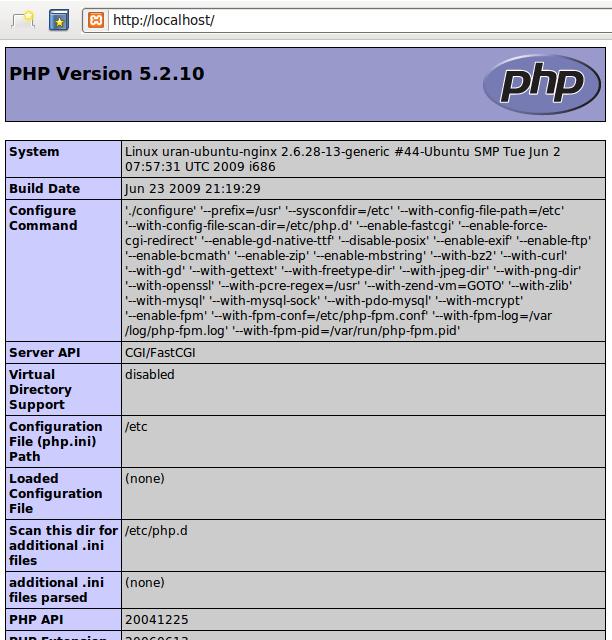 http://localhost/
PHP Version 5.2.10
php
System
Linux uran-ubuntu-nginx 2.6.28-13-generic #44-Ubuntu SMP Tue Jun 2
07:57:31 UTC 2009 i686
Build Date
Jun 23 2009 21:19:29
Configure
Command
'./configure' '--prefix=/usr' '--sysconfdir=/etc' '--with-config-file-path=/etc'
'--with-config-file-scan-dir=/etc/php.d' '--enable-fastcgi' '--enable-force-
cgi-redirect' '--enable-gd-native-ttf' '--disable-posix' '--enable-exif' '--enable-ftp'
'--enable-bcmath' '--enable-zip' '--enable-mbstring' '--with-bz2' '--with-curl'
'--with-gd' '--with-gettext' '--with-freetype-dir' '--with-jpeg-dir' '--with-png-dir'
'--with-openssl' '--with-pcre-regex=/usr' '--with-zend-vm=GOTO' '--with-zlib'
'--with-mysql' '--with-mysql-sock' '--with-pdo-mysql' '--with-mcrypt'
'--enable-fpm' '--with-fpm-conf=/etc/php-fpm.conf' '--with-fpm-log=/var
/log/php-fpm.log' '--with-fpm-pid=/var/run/php-fpm.pid'
Server API
CGI/FastCGI
Virtual
Directory
Support
disabled
Configuration
File (php.ini)
Path
/etc
Loaded
Configuration
File
(none)
Scan this dir for
additional .ini
files
/etc/php.d
additional .ini
files parsed
(none)
PHP API
20041225
PHP Extension
20060613